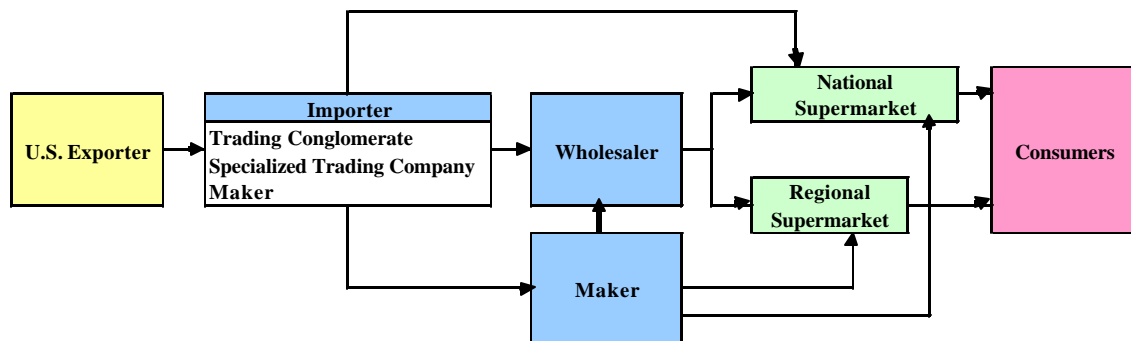 U.S. Exporter
Importer
Trading Conglomerate
Specialized Trading Company
Maker
Wholesaler
Maker
National
Supermarket
Regional
Supermarket
Consumers